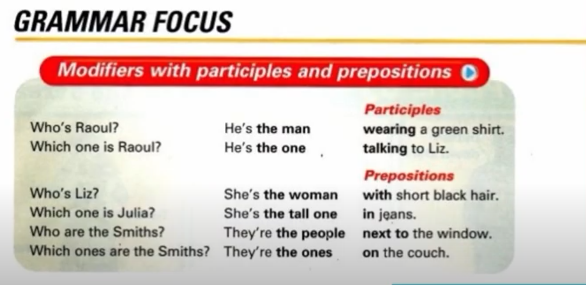 GRAMMAR FOCUS
Modifiers with participles and prepositions
Participles
Who's Raoul? He's the man wearing a green shirt.
Which one is Raoul? He's the one talking to Liz.
Prepositions
Who's Liz? She's the woman with short black hair.
Which one is Julia? She's the tall one in jeans.
Who are the Smiths? They're the people next to the window.
Which ones are the Smiths? They're the ones on the couch.